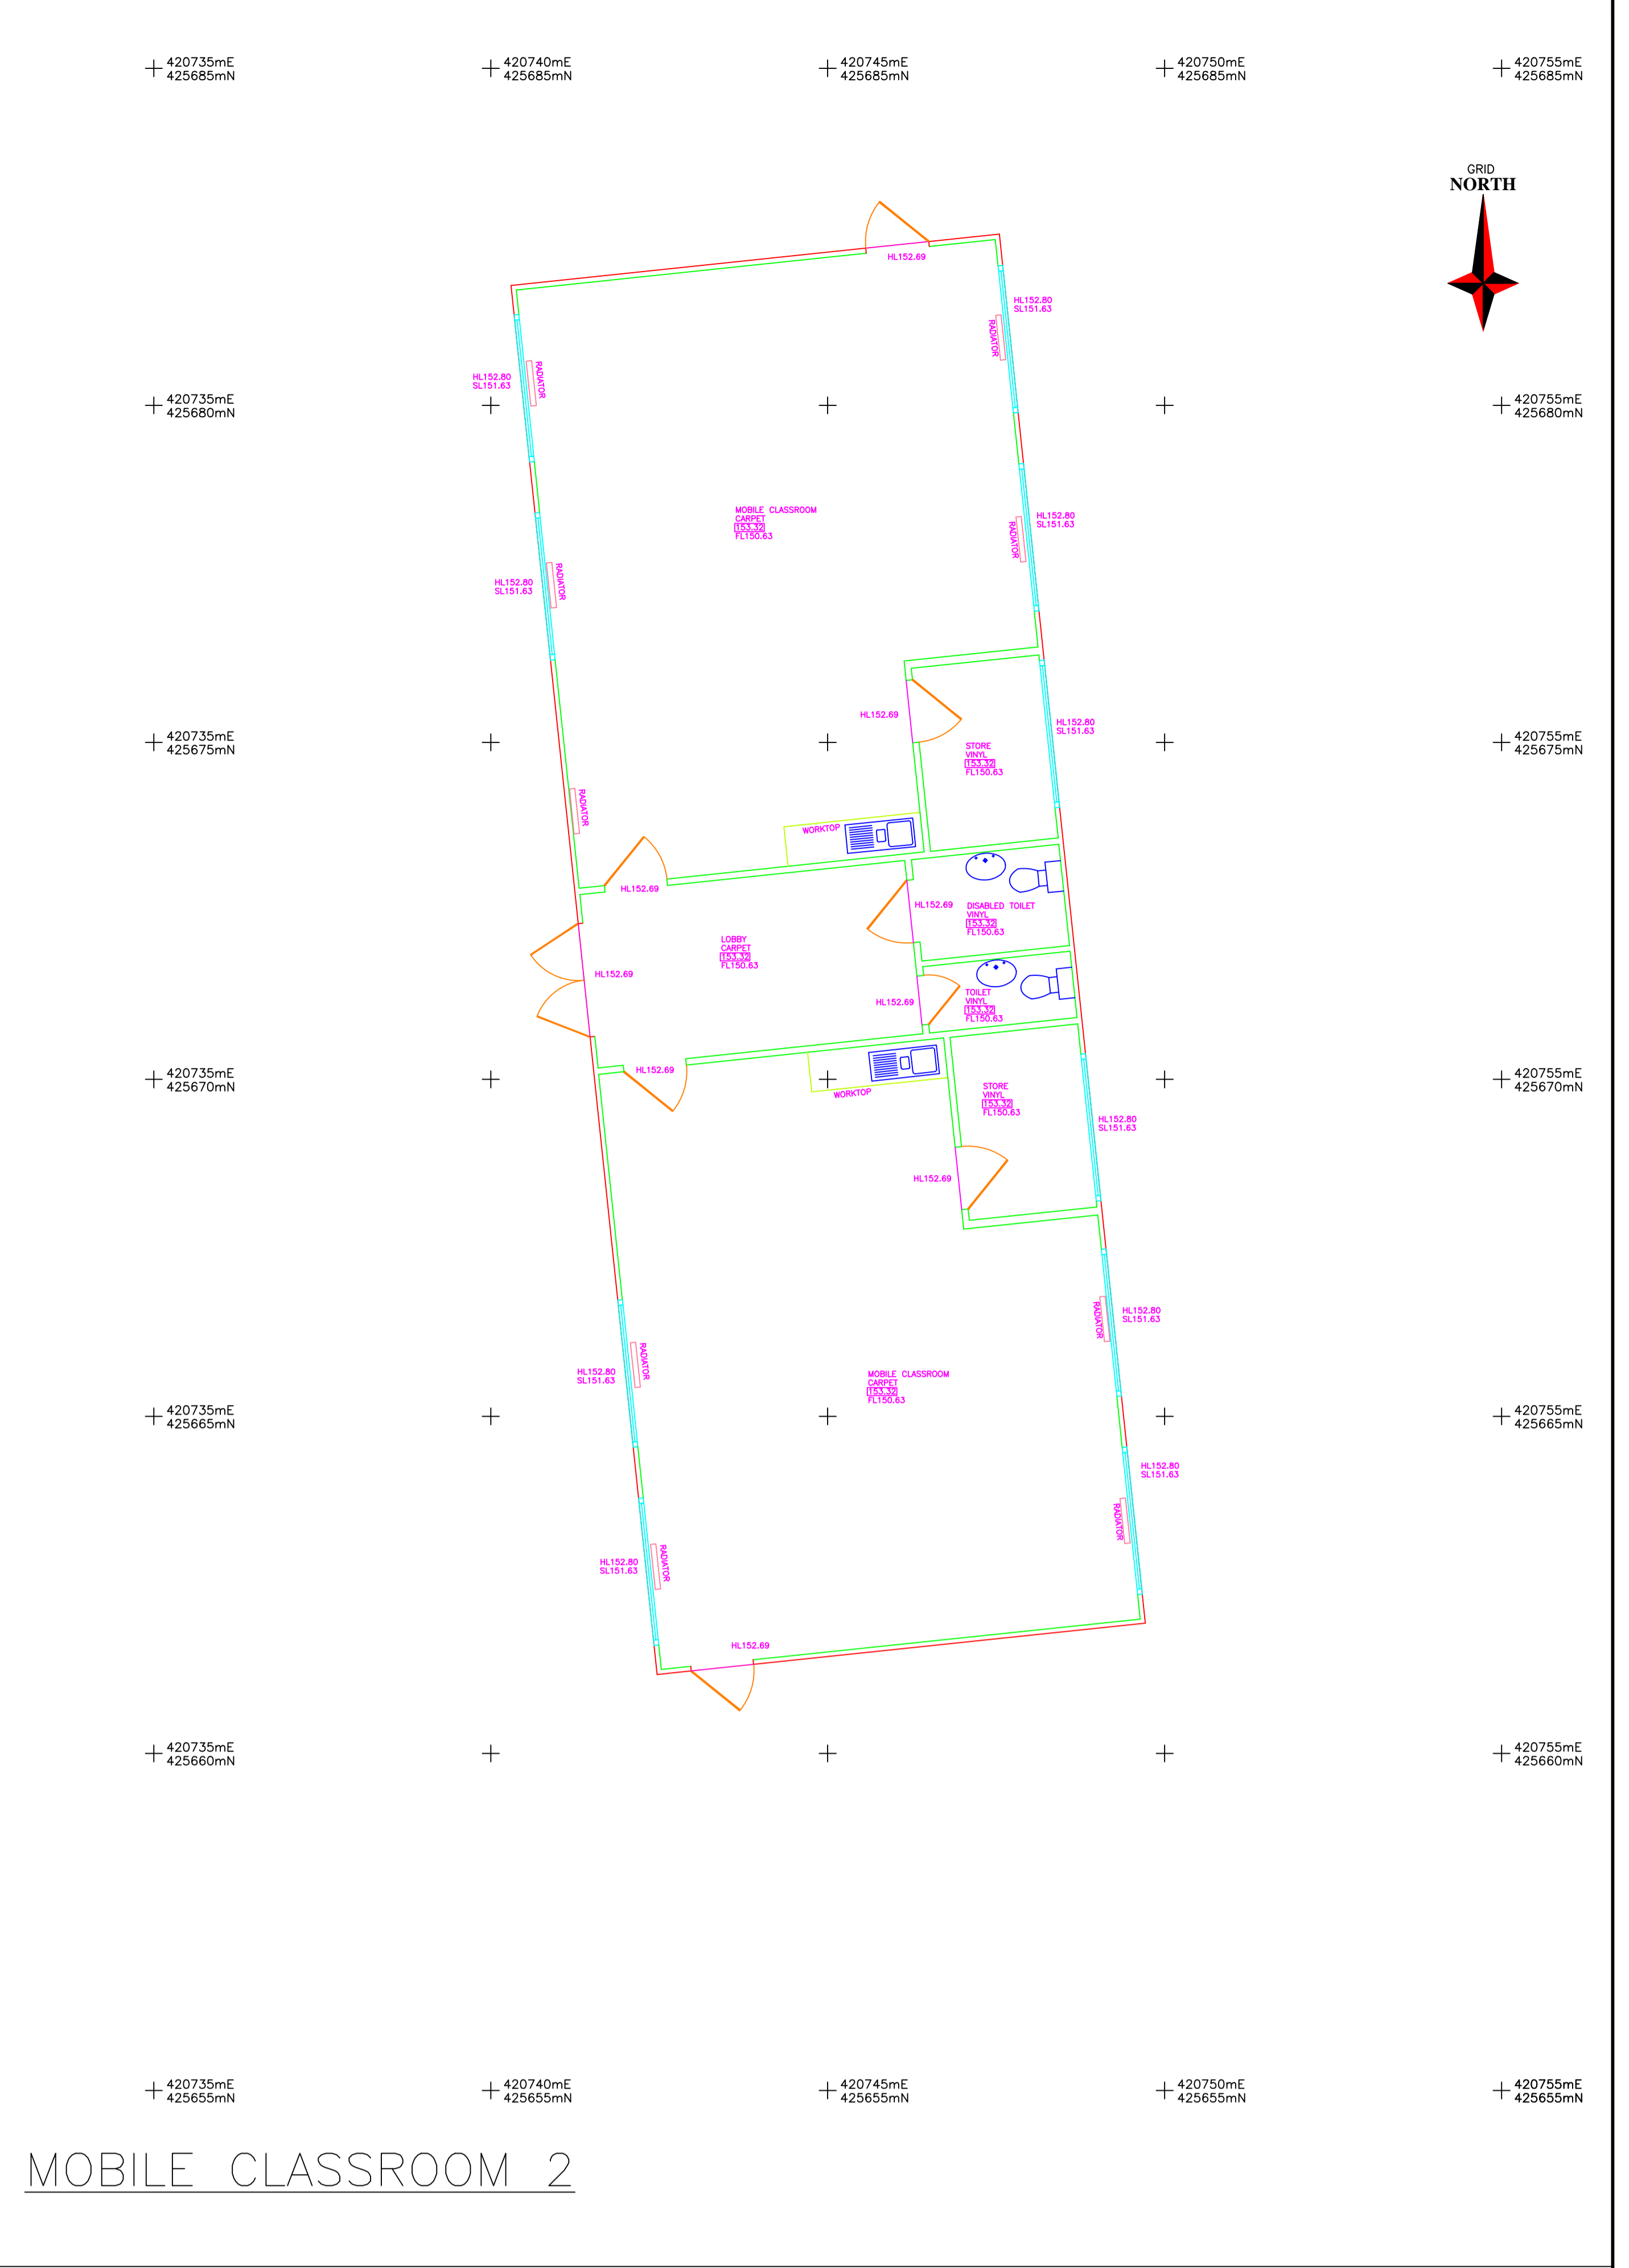 420735mE
425685mN
420740mE
425685mN
420745mE
425685mN
420750mE
425685mN
420755mE
425685mN
GRID
NORTH
HL152.69
HL152.80
SL151.63
RADIATOR
HL152.80
SL151.63
RADIATOR
420735mE
425680mN
420755mE
425680mN
MOBILE CLASSROOM
CARPET
153.32
FL150.63
HL152.80
SL151.63
RADIATOR
HL152.80
SL151.63
RADIATOR
HL152.69
HL152.80
SL151.63
420735mE
425675mN
420755mE
425675mN
STORE
VINYL
153.32
FL150.63
RADIATOR
WORKTOP
HL152.69
HL152.69
DISABLED TOILET
VINYL
153.32
FL150.63
LOBBY
CARPET
153.32
FL150.63
HL152.69
HL152.69
TOILET
VINYL
153.32
FL150.63
HL152.69
420735mE
425670mN
420755mE
425670mN
WORKTOP
STORE
VINYL
153.32
FL150.63
HL152.80
SL151.63
HL152.69
HL152.80
SL151.63
RADIATOR
RADIATOR
HL152.80
SL151.63
MOBILE CLASSROOM
CARPET
153.32
FL150.63
420735mE
425665mN
420755mE
425665mN
HL152.80
SL151.63
RADIATOR
HL152.80
SL151.63
RADIATOR
HL152.69
420735mE
425660mN
420755mE
425660mN
420735mE
425655mN
420740mE
425655mN
420745mE
425655mN
420750mE
425655mN
420755mE
425655mN
MOBILE CLASSROOM 2